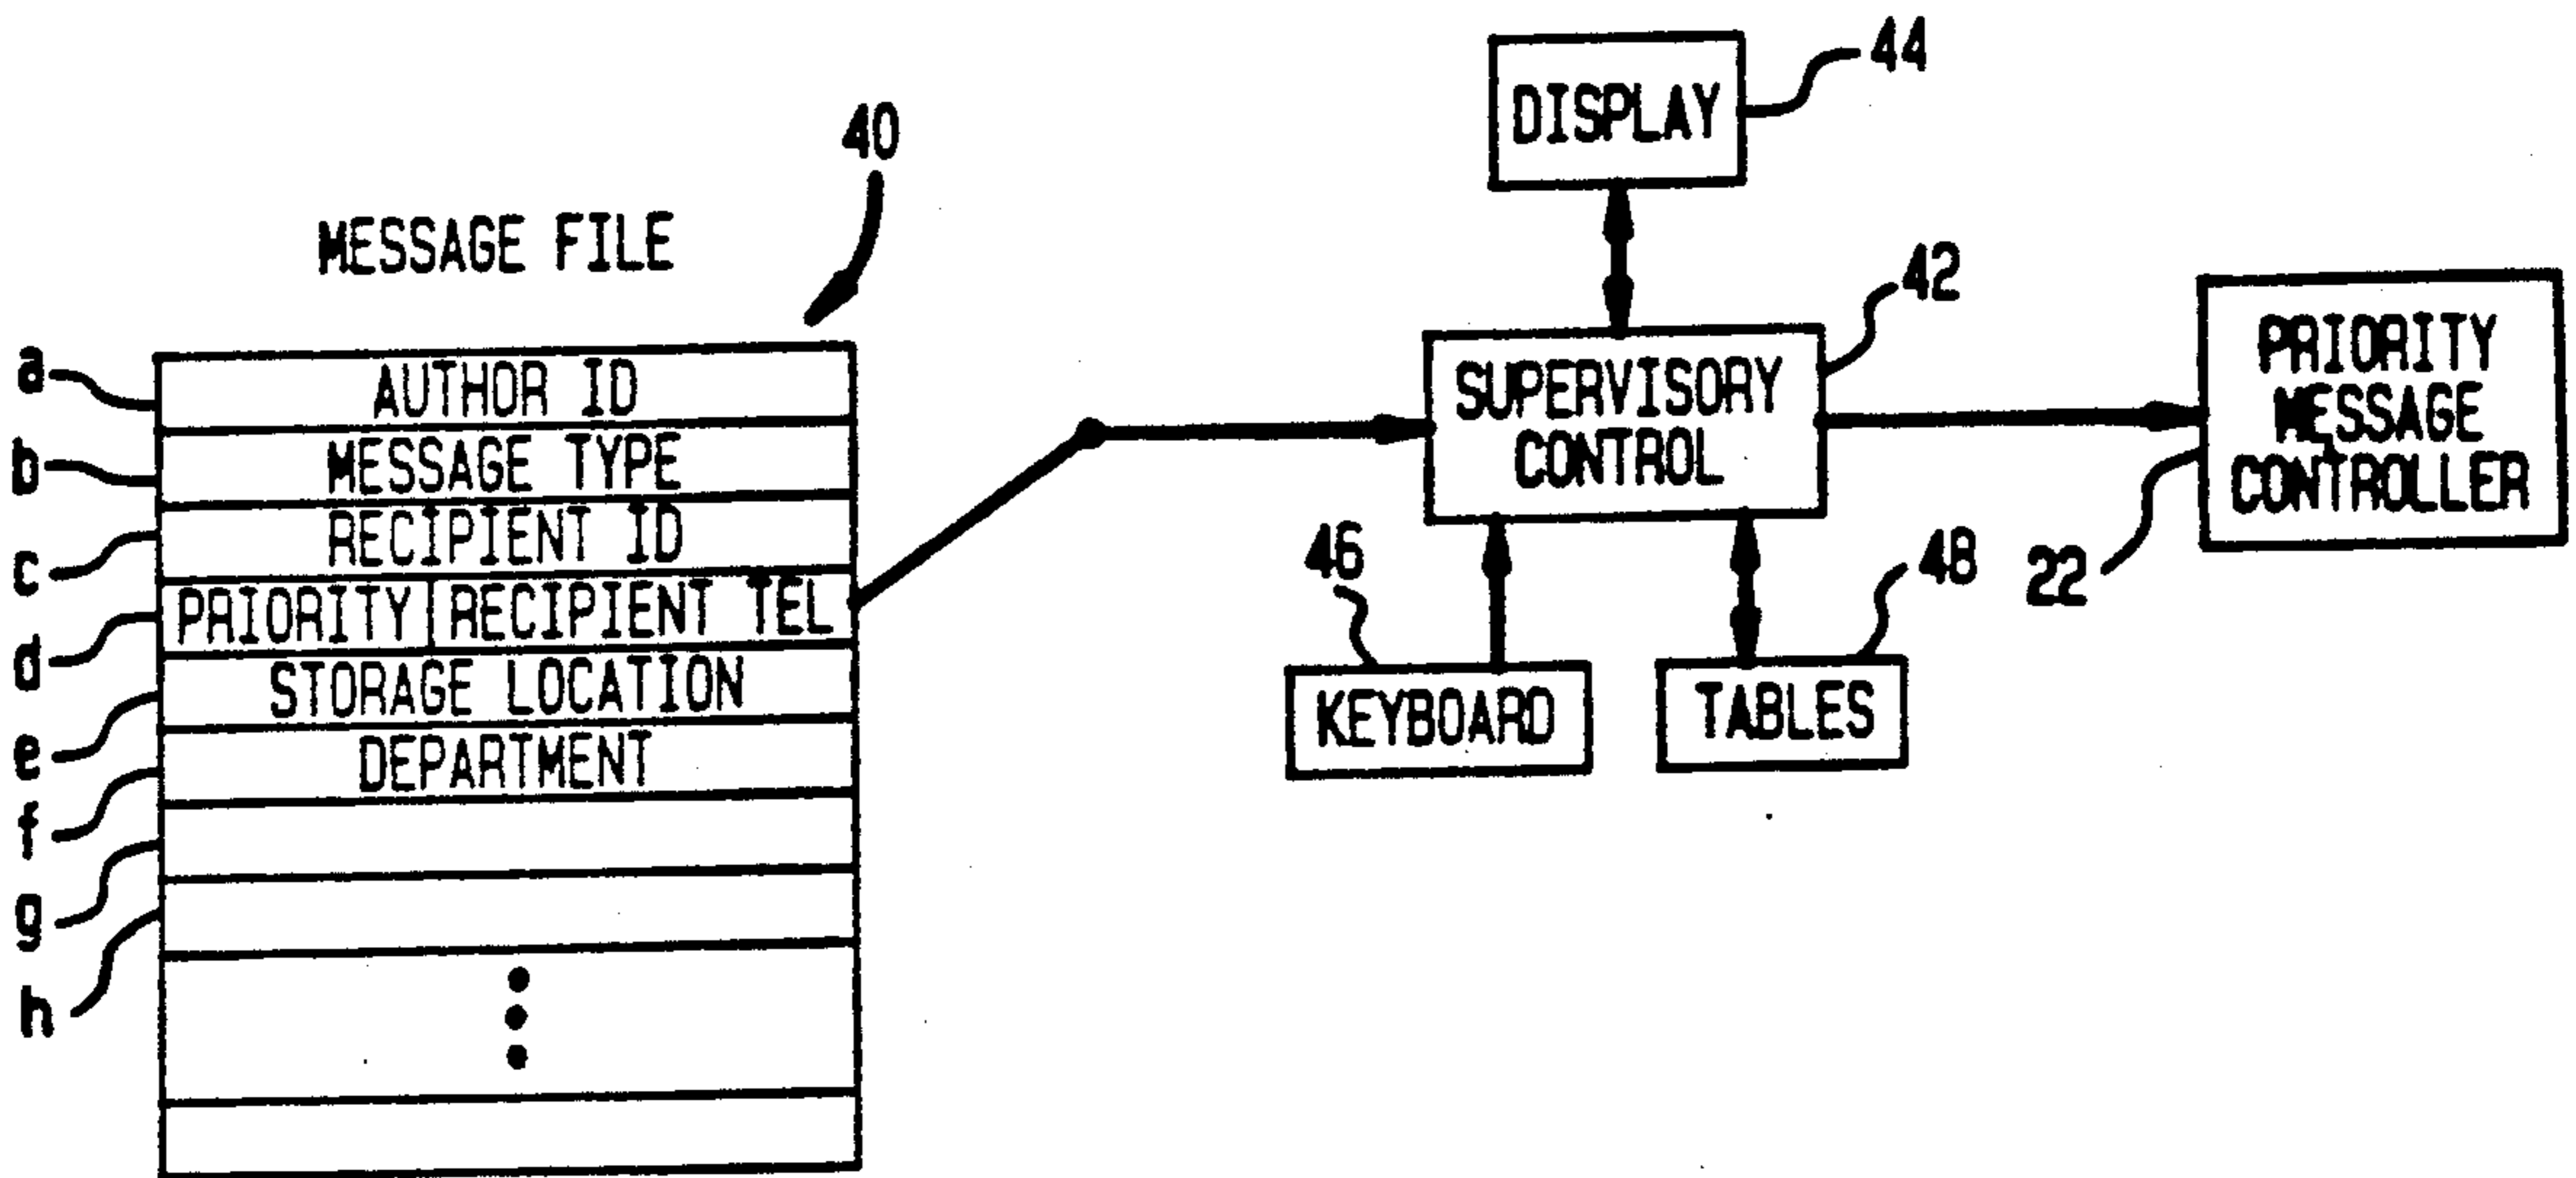 40
MESSAGE FILE
a
AUTHOR ID
b
MESSAGE TYPE
c
RECIPIENT ID
d
PRIORITY RECIPIENT TEL
e
STORAGE LOCATION
f
DEPARTMENT
g
h
DISPLAY
44
SUPERVISORY
CONTROL
42
PRIORITY
MESSAGE
CONTROLLER
22
46
KEYBOARD
48
TABLES